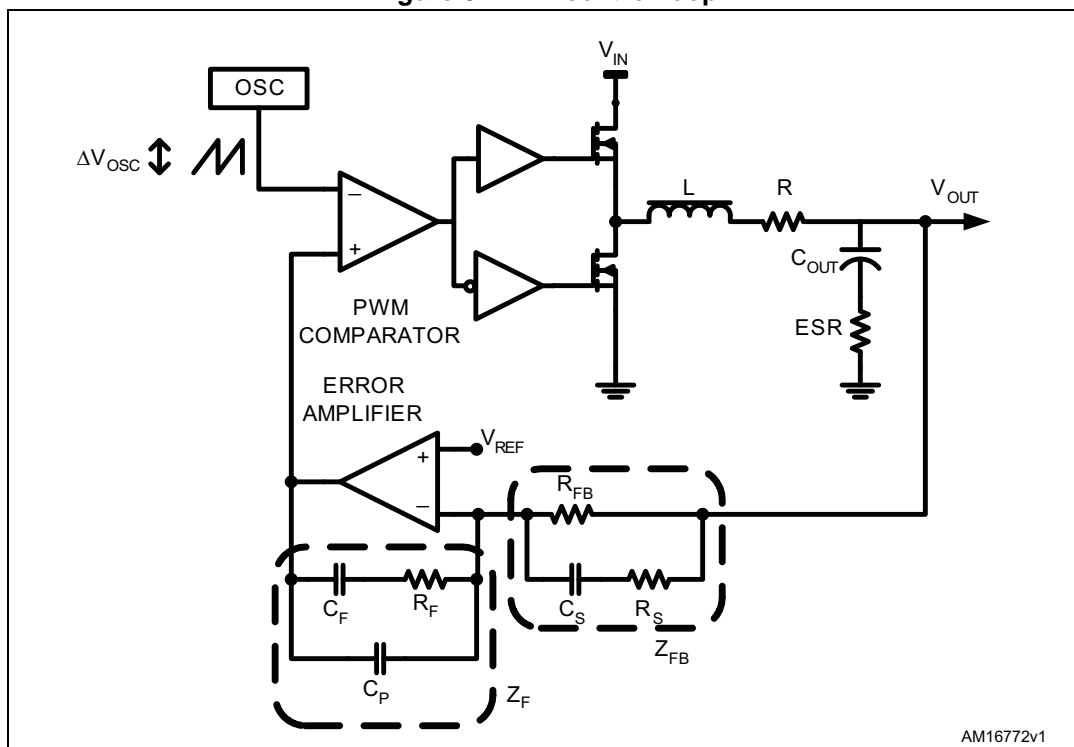 OSC
V_IN
ΔV_OSC
L
R
V_OUT
−
+
C_OUT
PWM
COMPARATOR
ESR
ERROR
AMPLIFIER
V_REF
+
−
R_FB
C_F
R_F
C_S
R_S
Z_FB
C_P
Z_F
AM16772v1